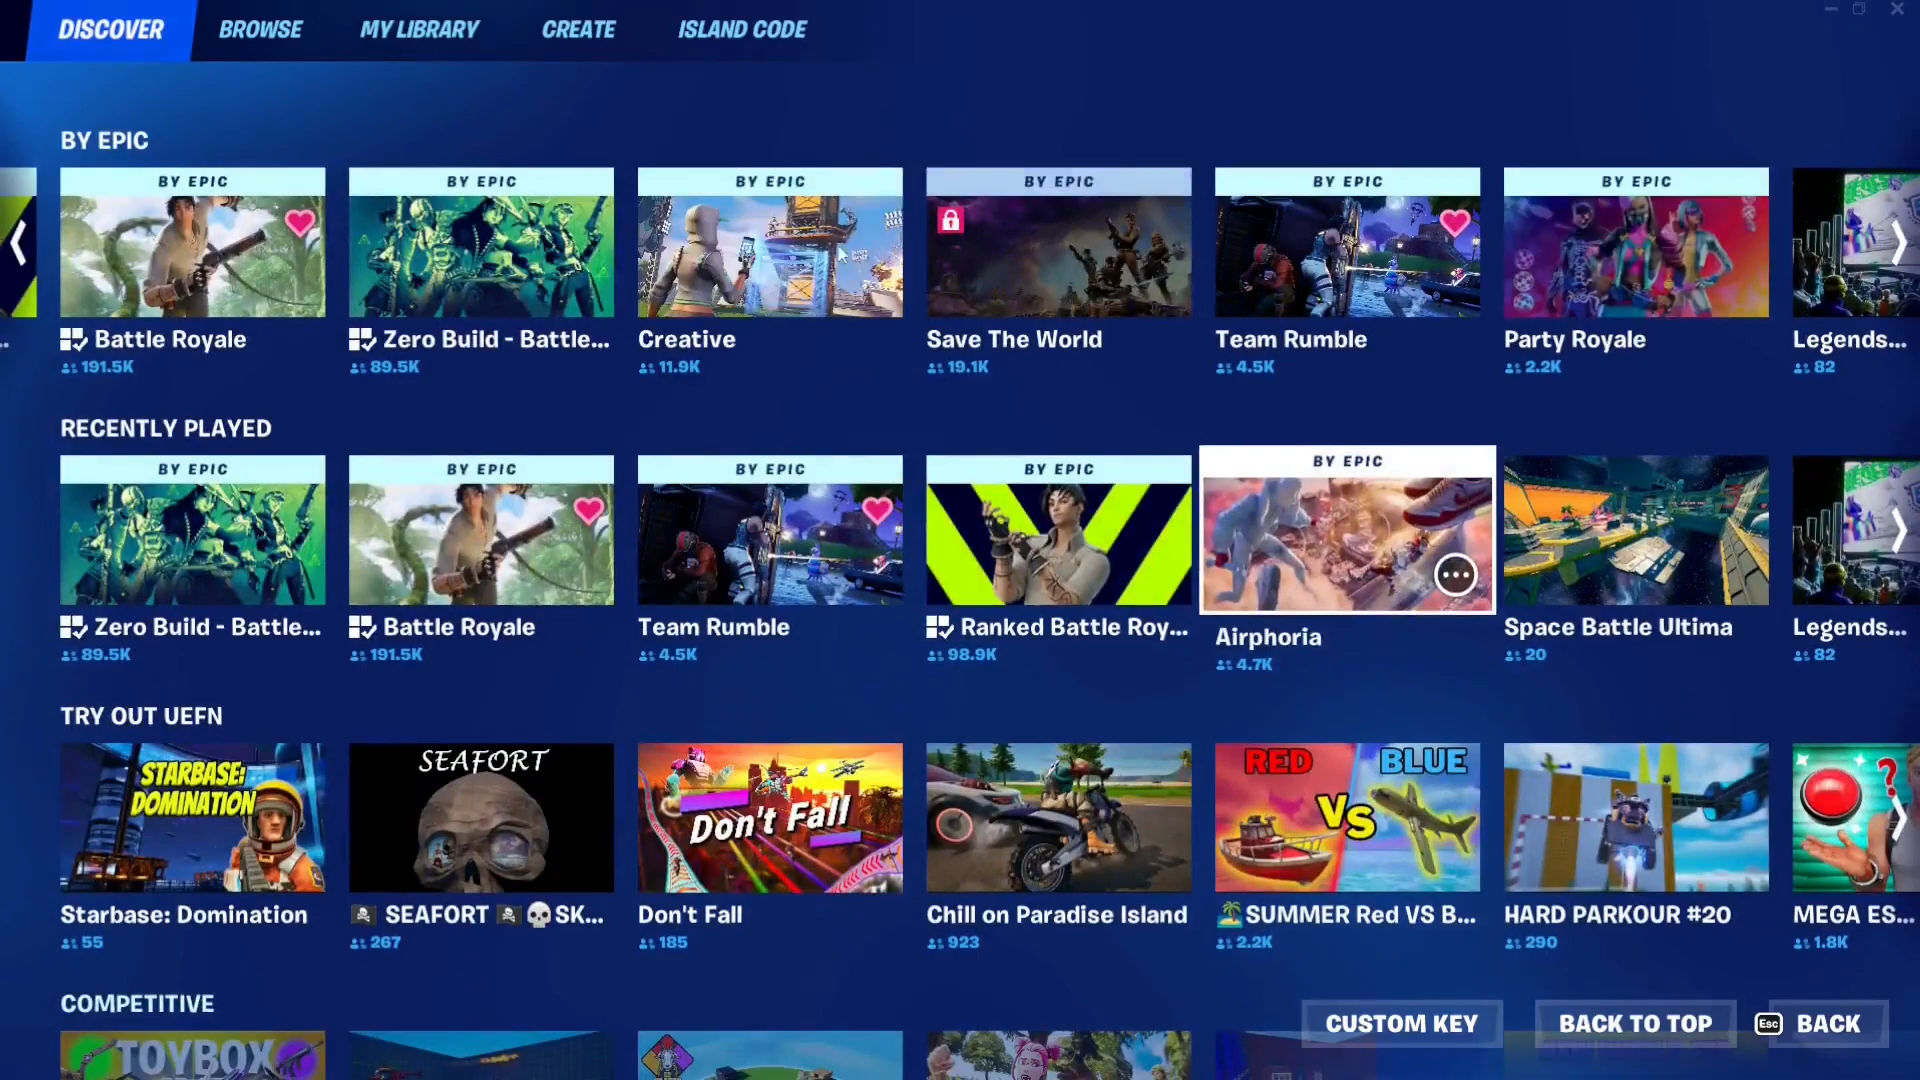 DISCOVER BROWSE MY LIBRARY CREATE ISLAND CODE
BY EPIC
BY EPIC BY EPIC BY EPIC BY EPIC BY EPIC BY EPIC
Battle Royale Zero Build - Battle... Creative Save The World Team Rumble Party Royale Legends...
191.5K 89.5K 11.9K 19.1K 4.5K 2.2K 82
RECENTLY PLAYED
BY EPIC BY EPIC BY EPIC BY EPIC BY EPIC
Zero Build - Battle... Battle Royale Team Rumble Ranked Battle Roy... Airphoria Space Battle Ultima Legends...
89.5K 191.5K 4.5K 98.9K 4.7K 20 82
TRY OUT UEFN
STARBASE: DOMINATION
SEAFORT
Don't Fall
RED VS BLUE
Starbase: Domination 🏴‍☠️ SEAFORT 🏴‍☠️💀SK... Don't Fall Chill on Paradise Island 🏝️SUMMER Red VS B... HARD PARKOUR #20 MEGA ES...
55 267 185 923 2.2K 290 1.8K
COMPETITIVE
TOYBOX
CUSTOM KEY BACK TO TOP Esc BACK